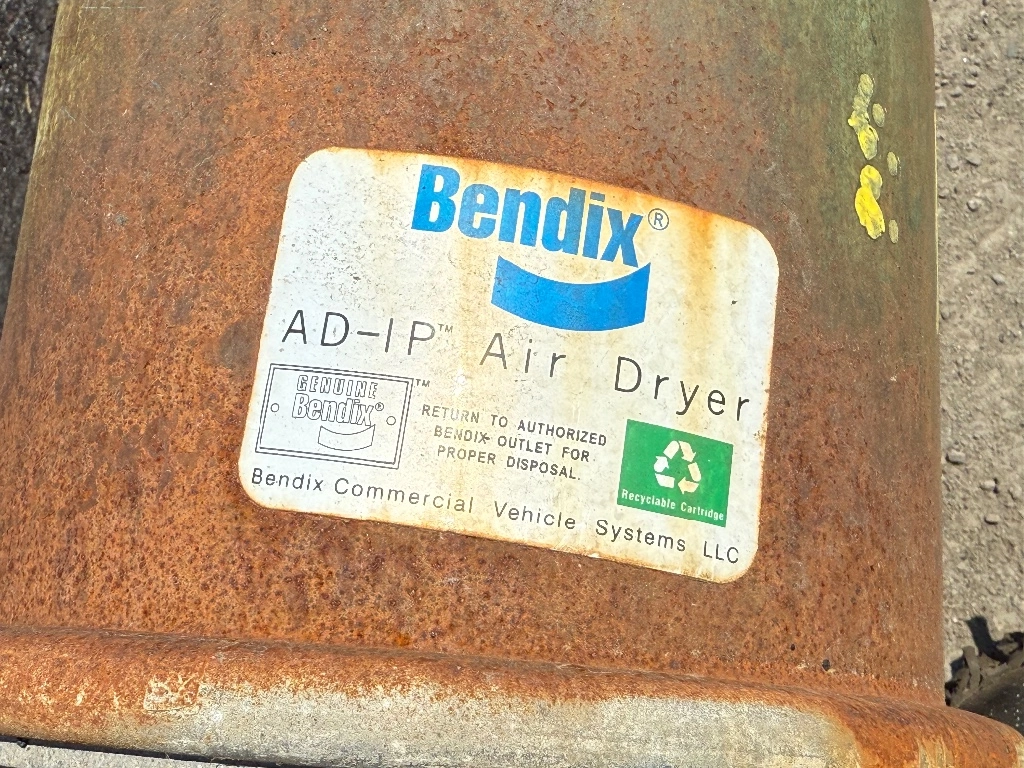 Bendix®
AD-IP™ Air Dryer
GENUINE
Bendix®
™
RETURN TO AUTHORIZED
BENDIX OUTLET FOR
PROPER DISPOSAL.
Recyclable Cartridge
Bendix Commercial Vehicle Systems LLC